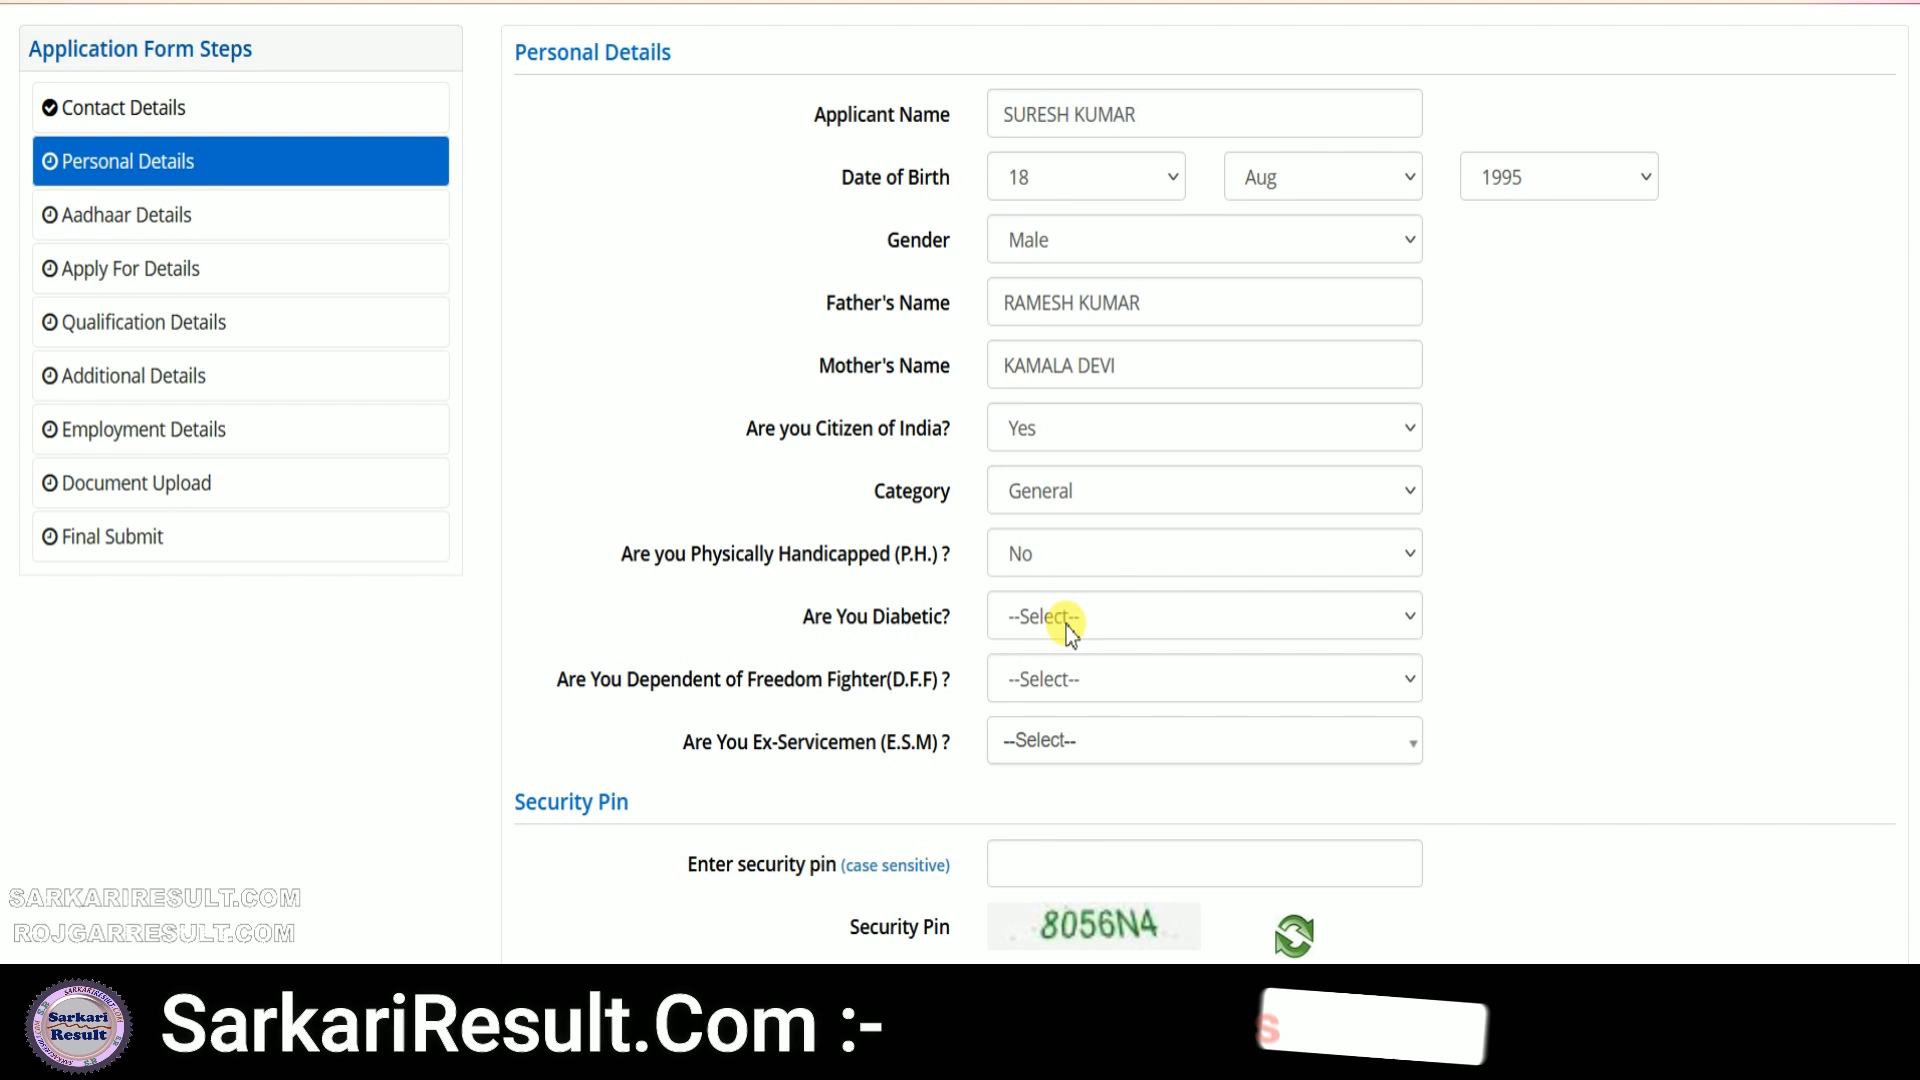 Application Form Steps
Contact Details
Personal Details
Aadhaar Details
Apply For Details
Qualification Details
Additional Details
Employment Details
Document Upload
Final Submit
Personal Details
Applicant Name SURESH KUMAR
Date of Birth 18 Aug 1995
Gender Male
Father's Name RAMESH KUMAR
Mother's Name KAMALA DEVI
Are you Citizen of India? Yes
Category General
Are you Physically Handicapped (P.H.) ? No
Are You Diabetic? --Select--
Are You Dependent of Freedom Fighter(D.F.F) ? --Select--
Are You Ex-Servicemen (E.S.M) ? --Select--
Security Pin
Enter security pin (case sensitive)
Security Pin 8056N4
SARKARIRESULT.COM
ROJGARRESULT.COM
Sarkari
Result
SarkariResult.Com :-
S